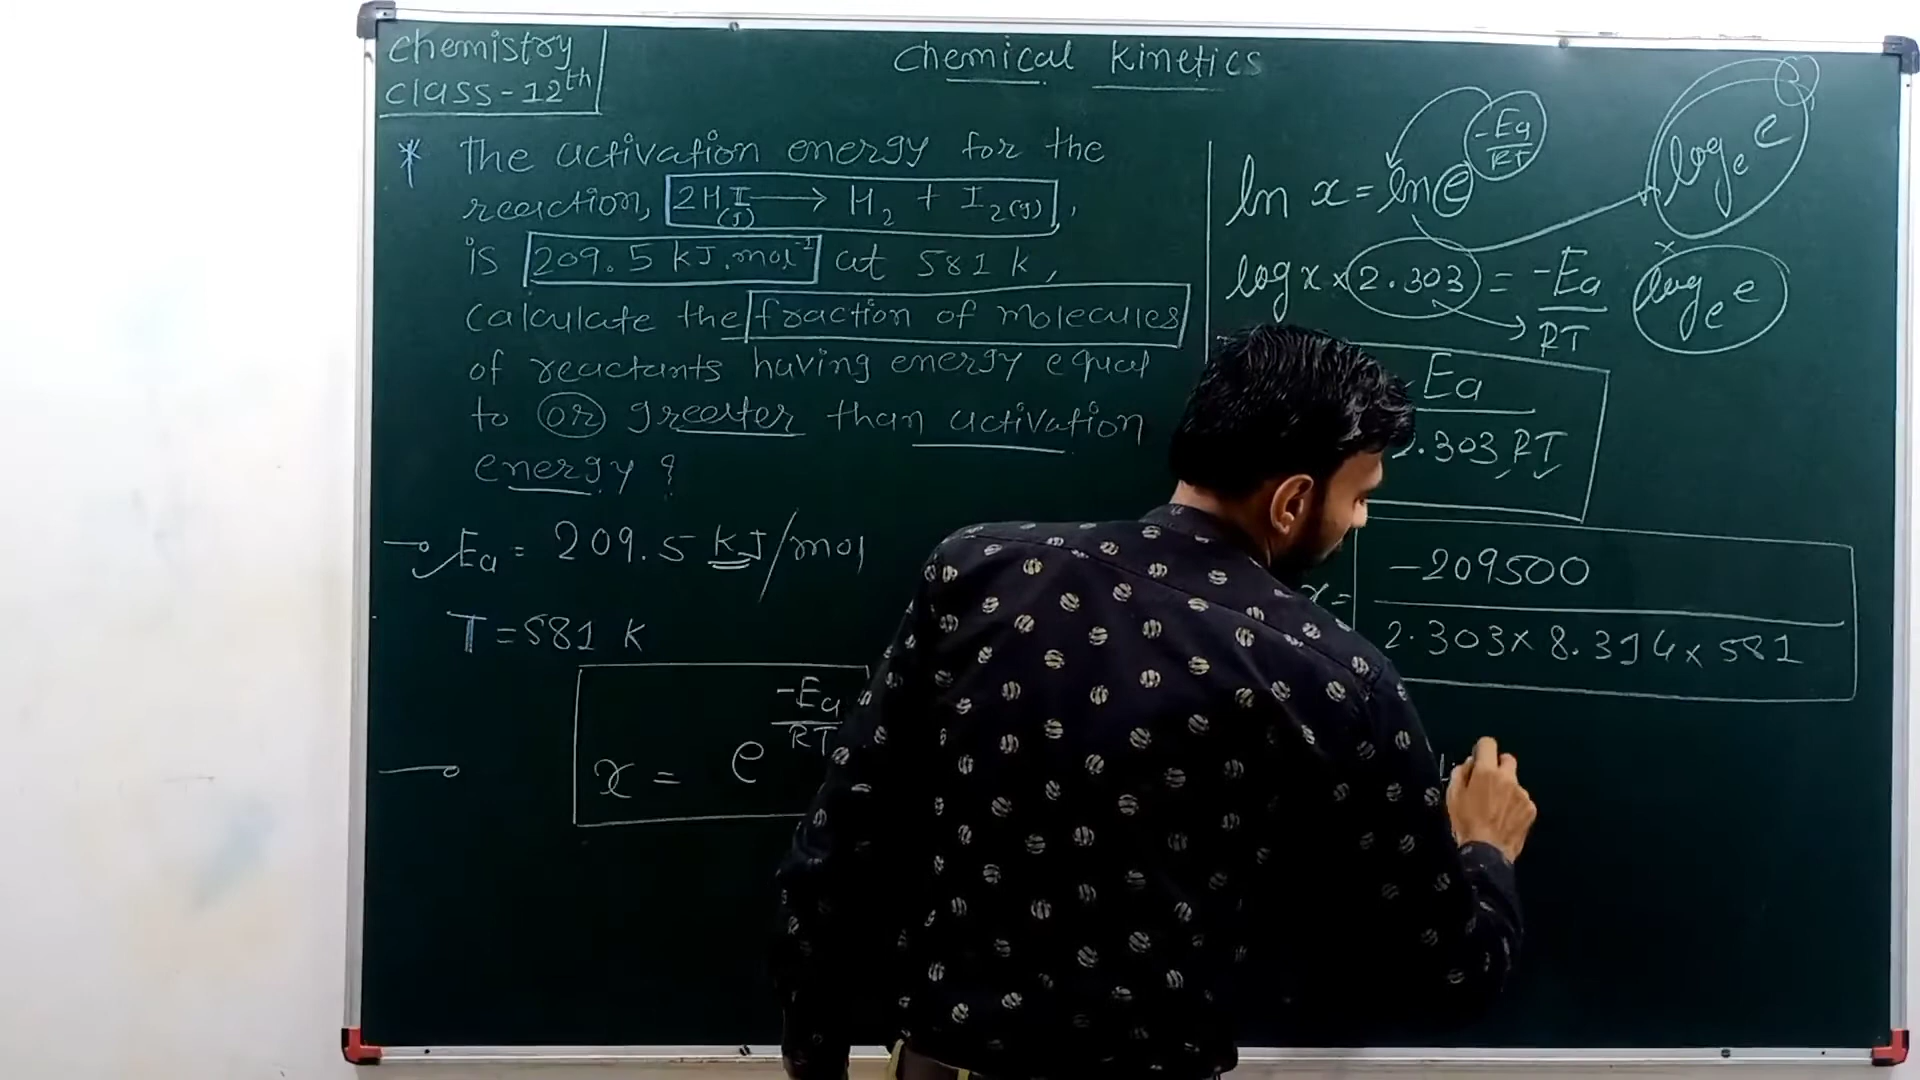 Chemistry
Class-12th
Chemical Kinetics
* The activation energy for the
reaction, 2HI(g) ⟶ H2 + I2(g),
is 209.5 kJ.mol⁻¹ at 581 k,
Calculate the fraction of molecules
of reactants having energy equal
to or greater than activation
energy ?
Ea = 209.5 KJ/mol
T = 581 K
x = e^(-Ea/RT)
ln x = ln e^(-Ea/RT)
log_e e
log x × 2.303 = -Ea/RT × log_e e
Ea
.303 RT
x = -209500
2.303 × 8.314 × 581